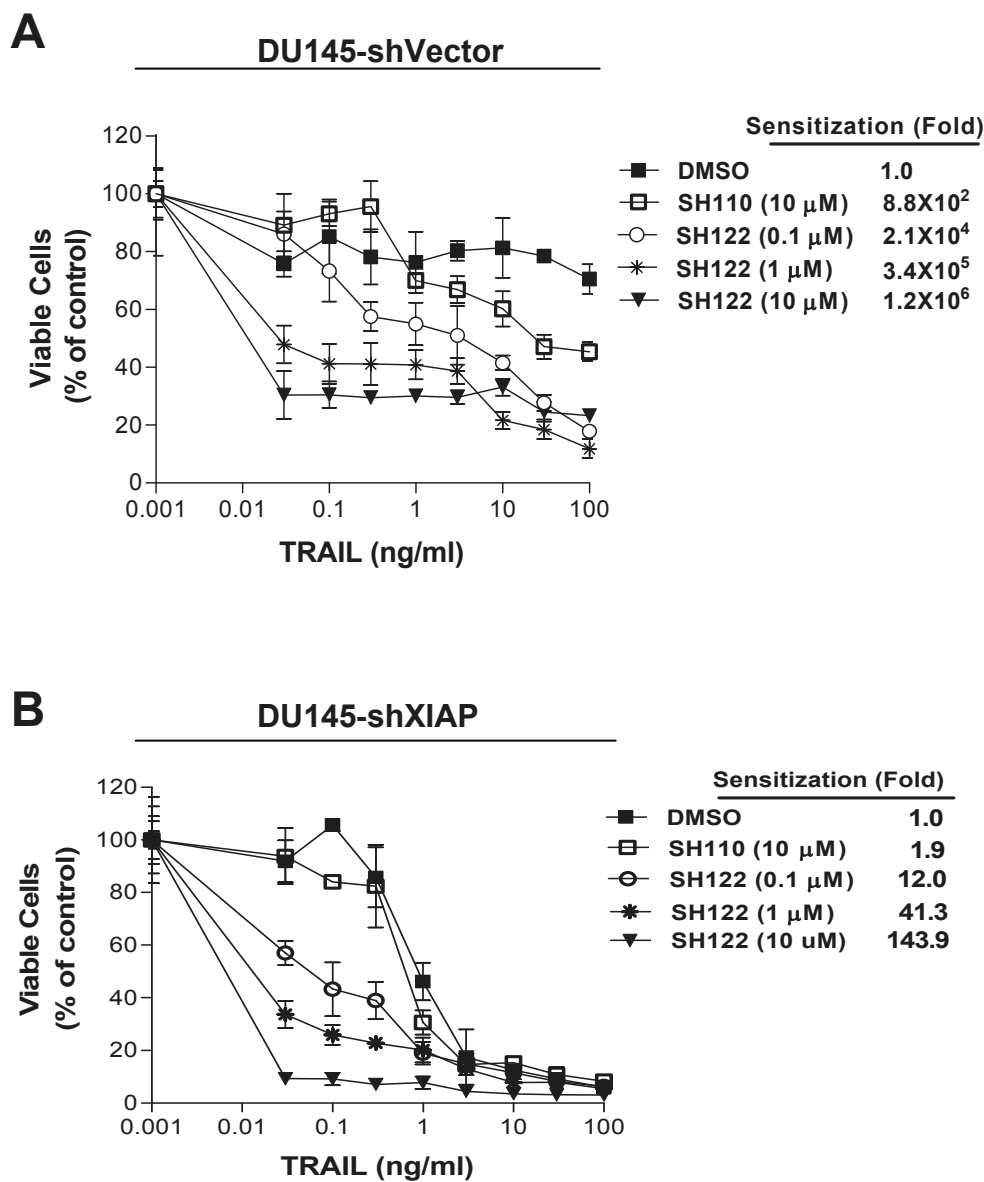 A
DU145-shVector
Sensitization (Fold)
DMSO 1.0
SH110 (10 μM) 8.8X10²
SH122 (0.1 μM) 2.1X10⁴
SH122 (1 μM) 3.4X10⁵
SH122 (10 μM) 1.2X10⁶
Viable Cells
(% of control)
120
100
80
60
40
20
0
0.001 0.01 0.1 1 10 100
TRAIL (ng/ml)
B
DU145-shXIAP
Sensitization (Fold)
DMSO 1.0
SH110 (10 μM) 1.9
SH122 (0.1 μM) 12.0
SH122 (1 μM) 41.3
SH122 (10 uM) 143.9
Viable Cells
(% of control)
120
100
80
60
40
20
0
0.001 0.01 0.1 1 10 100
TRAIL (ng/ml)